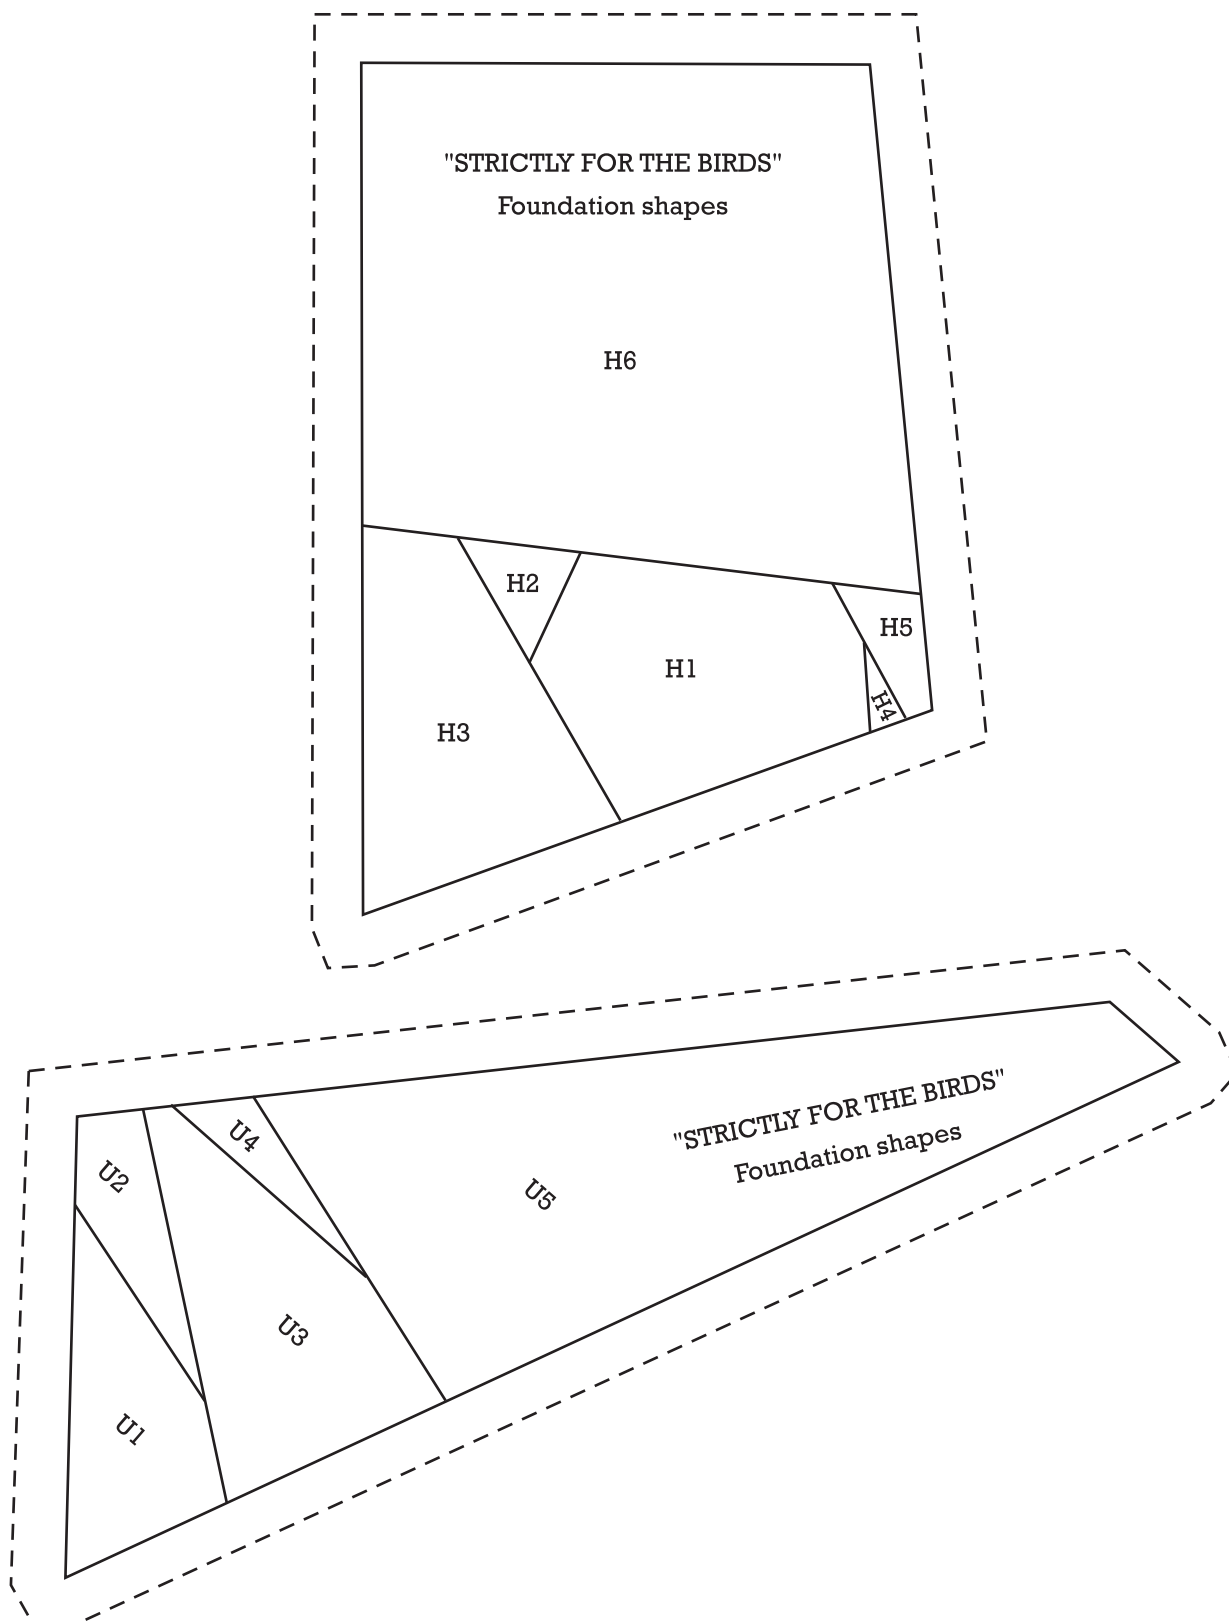 "STRICTLY FOR THE BIRDS"
Foundation shapes
H6
H2
H5
H1
H4
H3
"STRICTLY FOR THE BIRDS"
Foundation shapes
U4
U2
U5
U3
U1